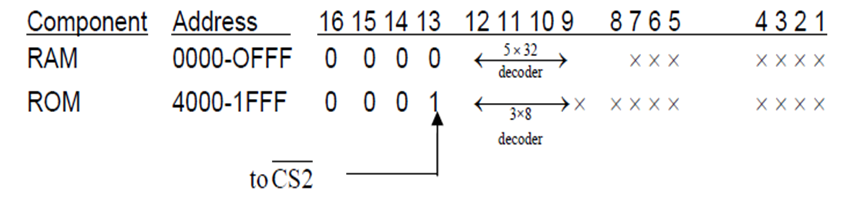 Component Address 16 15 14 13 12 11 10 9 8 7 6 5 4 3 2 1
RAM 0000-OFFF 0 0 0 0 5×32 decoder × × × × × × ×
ROM 4000-1FFF 0 0 0 1 3×8 decoder × × × × × × × × ×
to CS2